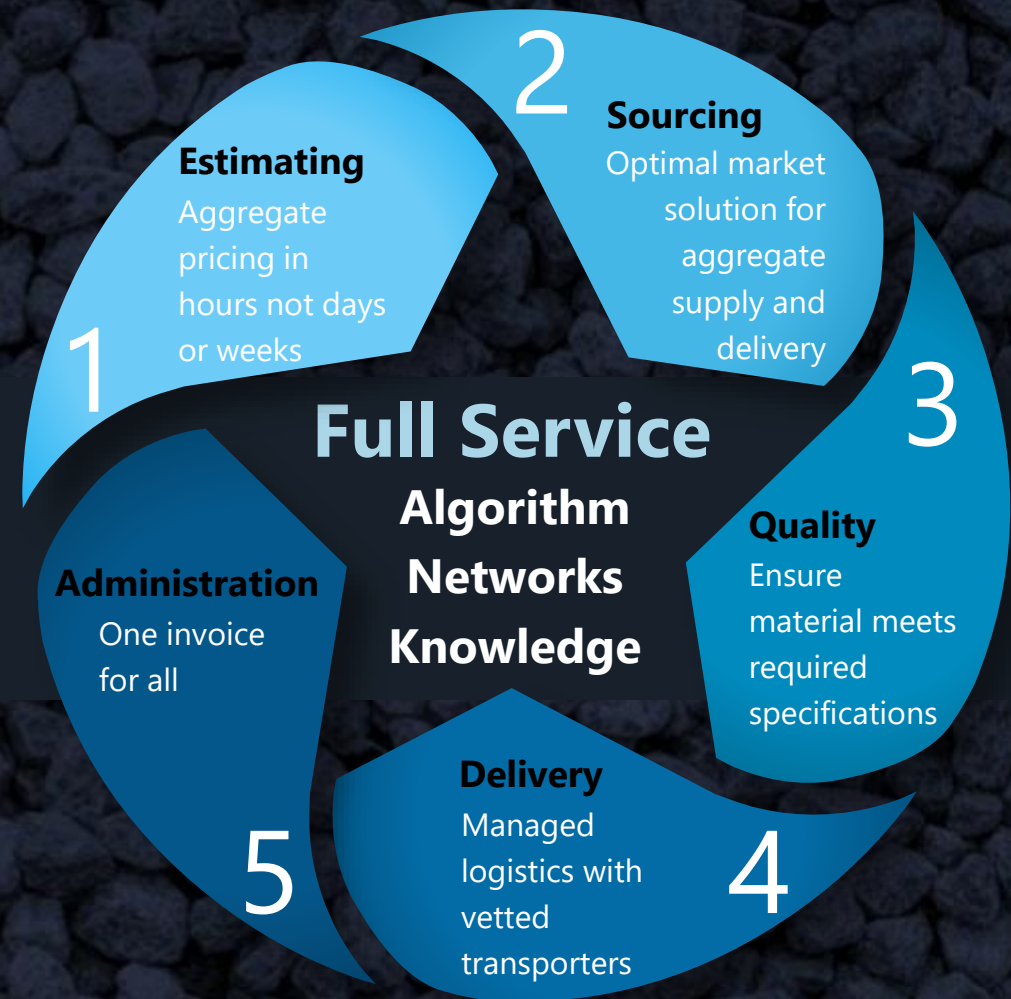 1
Estimating
Aggregate
pricing in
hours not days
or weeks
2
Sourcing
Optimal market
solution for
aggregate
supply and
delivery
3
Quality
Ensure
material meets
required
specifications
4
Delivery
Managed
logistics with
vetted
transporters
5
Administration
One invoice
for all
Full Service
Algorithm
Networks
Knowledge